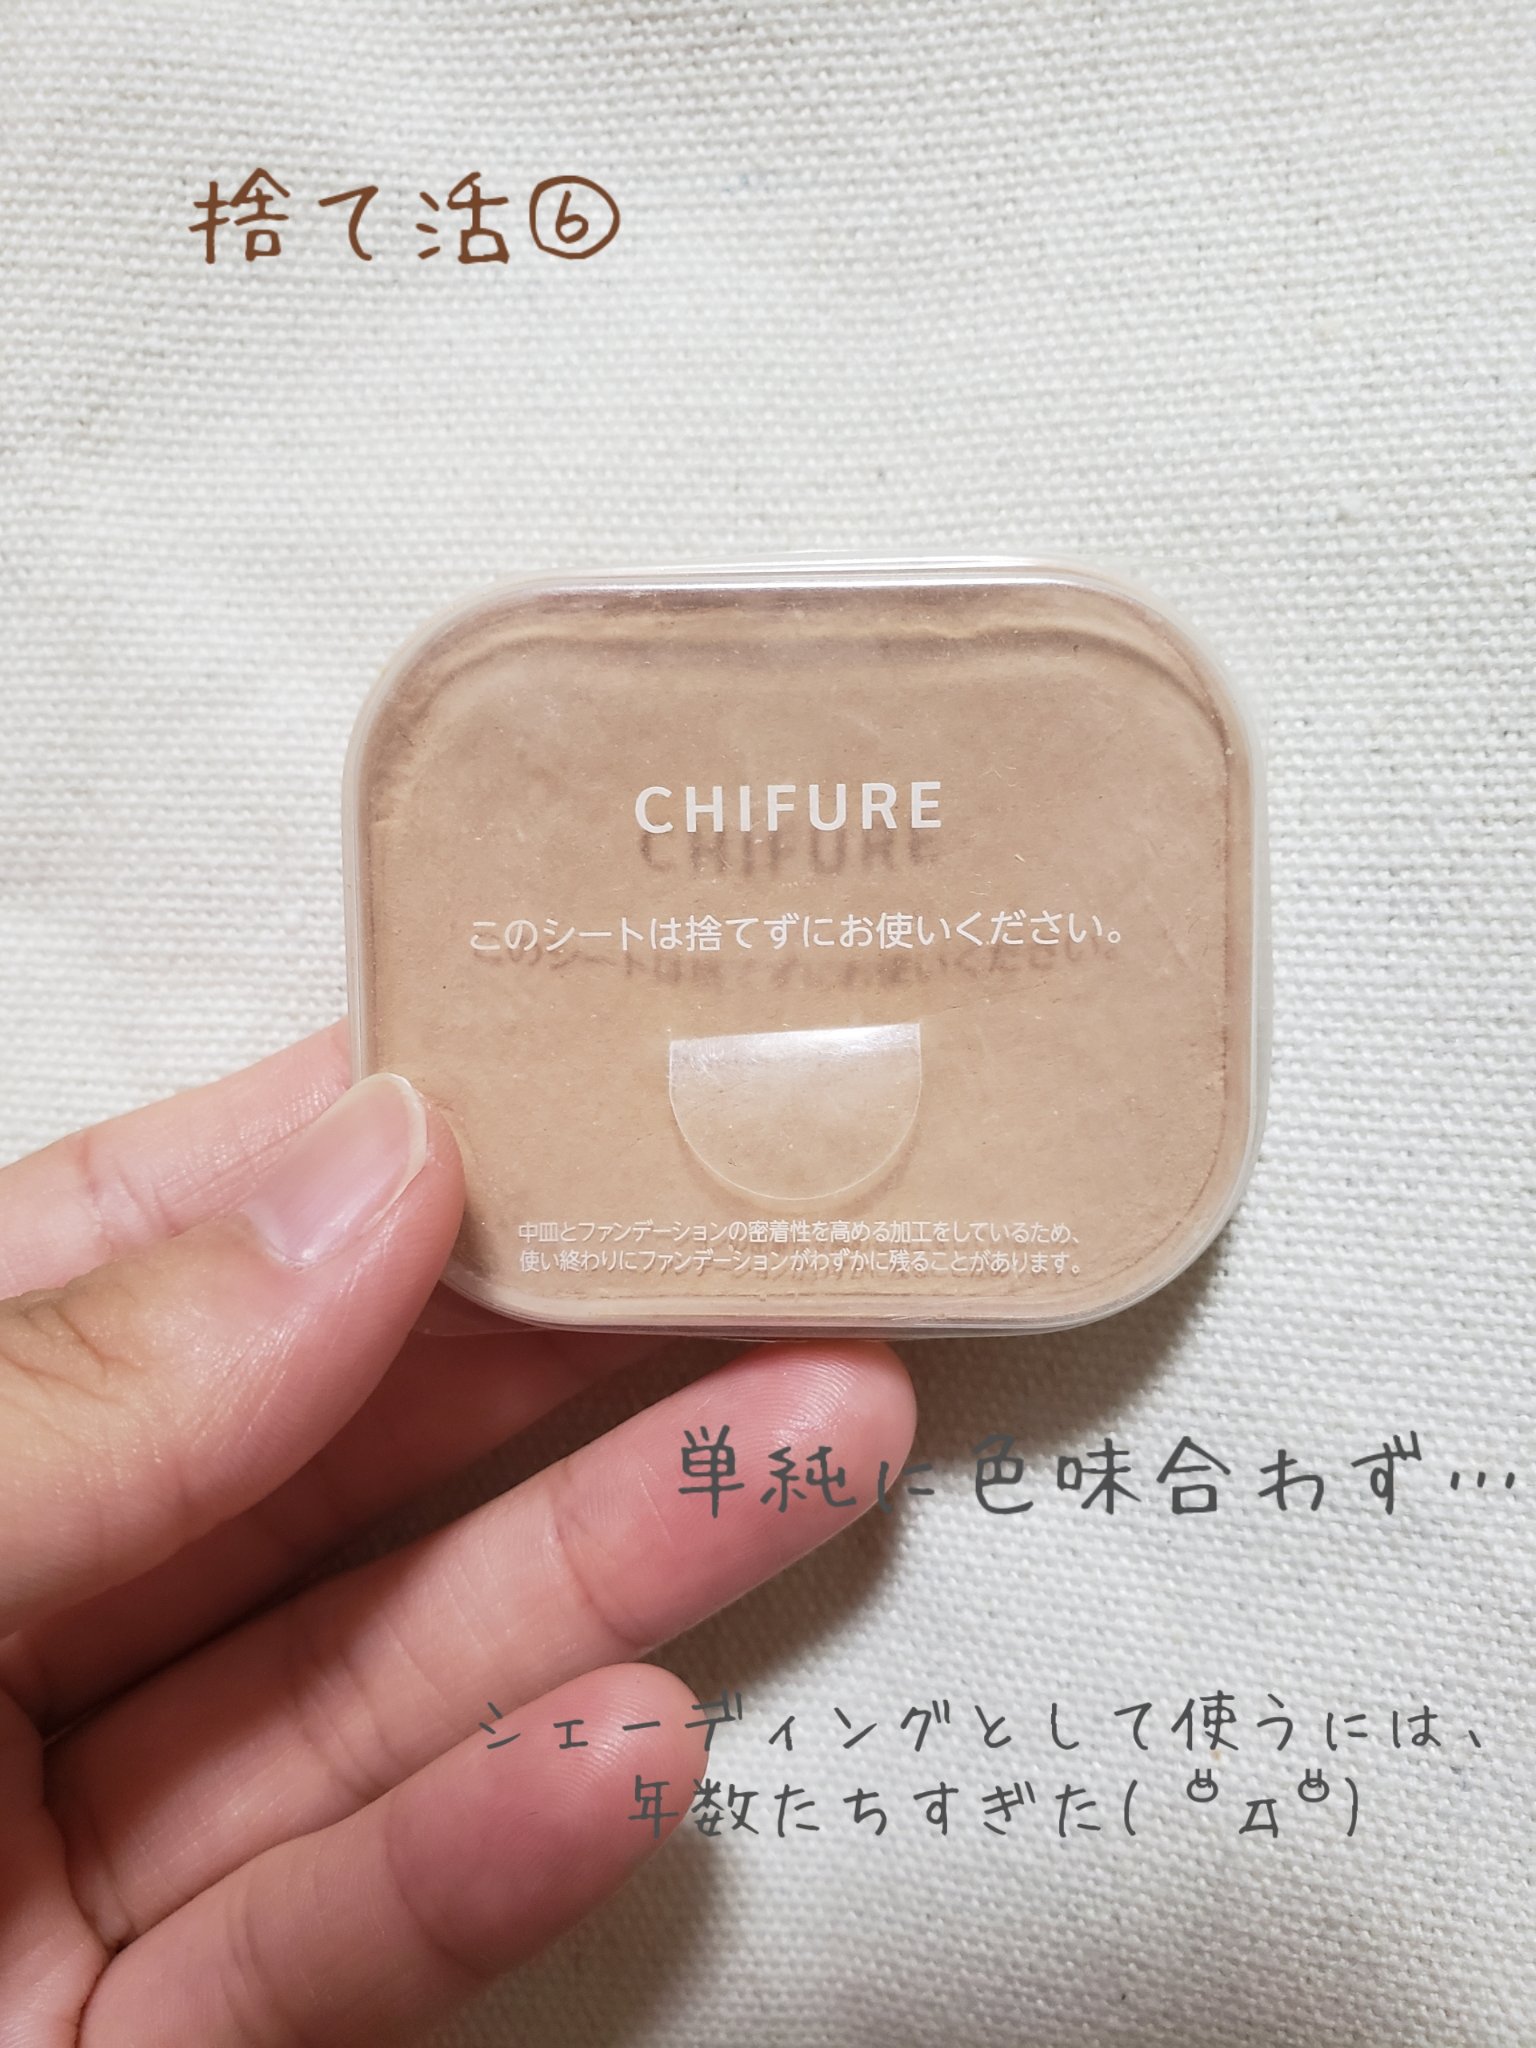 捨て活⑥
CHIFURE
このシートは捨てずにお使いください。
中皿とファンデーションの密着性を高める加工をしているため、
使い終わりにファンデーションがわずかに残ることがあります。
単純に色味合わず…
シェーディングとして使うには、
年数たちすぎた( º̈ Д º̈ )